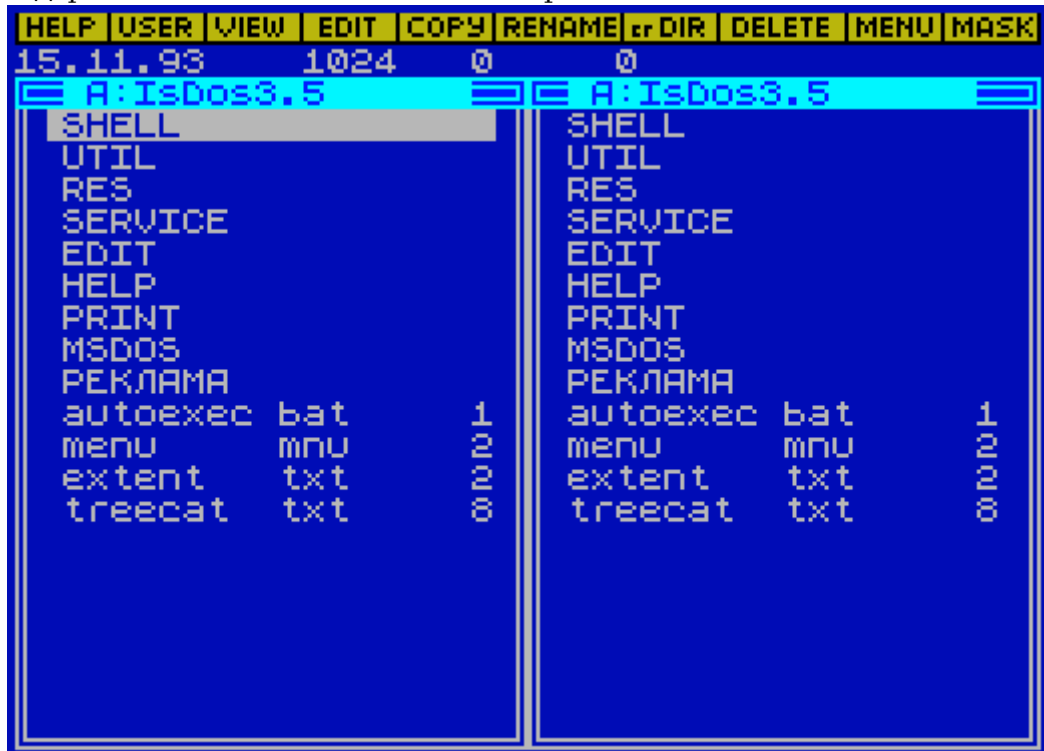 HELP USER VIEW EDIT COPY RENAME cr DIR DELETE MENU MASK
15.11.93 1024 0 0
A:IsDos3.5 A:IsDos3.5
SHELL SHELL
UTIL UTIL
RES RES
SERVICE SERVICE
EDIT EDIT
HELP HELP
PRINT PRINT
MSDOS MSDOS
РЕКЛАМА РЕКЛАМА
autoexec bat 1 autoexec bat 1
menu mnu 2 menu mnu 2
extent txt 2 extent txt 2
treecat txt 8 treecat txt 8